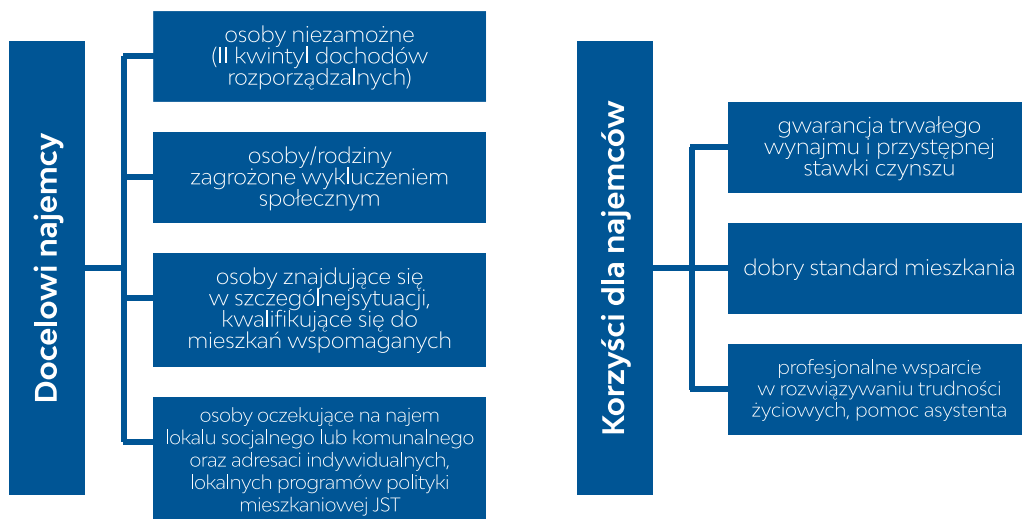 Docelowi najemcy
osoby niezamożne
(II kwintyl dochodów
rozporządzalnych)
osoby/rodziny
zagrożone wykluczeniem
społecznym
osoby znajdujące się
w szczególnejsytuacji,
kwalifikujące się do
mieszkań wspomaganych
osoby oczekujące na najem
lokalu socjalnego lub komunalnego
oraz adresaci indywidualnych,
lokalnych programów polityki
mieszkaniowej JST
Korzyści dla najemców
gwarancja trwałego
wynajmu i przystępnej
stawki czynszu
dobry standard mieszkania
profesjonalne wsparcie
w rozwiązywaniu trudności
życiowych, pomoc asystenta